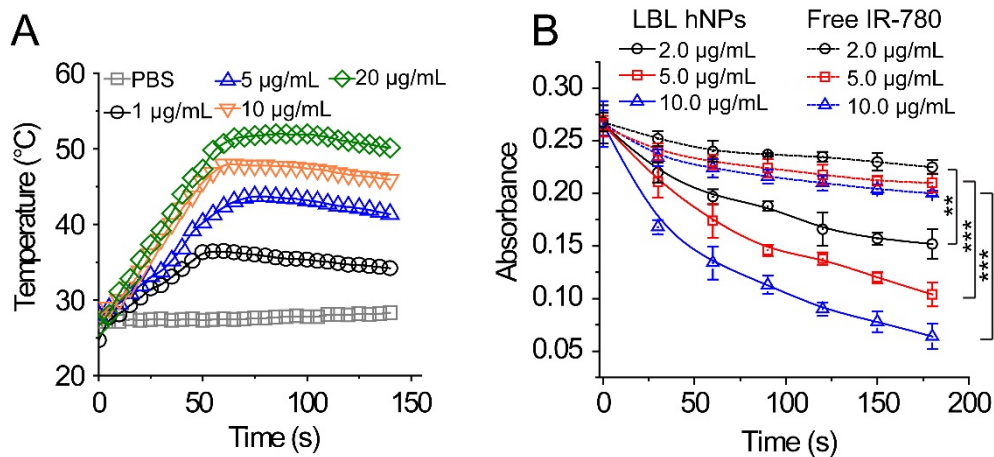 A
PBS
5 µg/mL
20 µg/mL
1 µg/mL
10 µg/mL
60
50
40
30
20
Temperature (°C)
0
50
100
150
Time (s)
B
LBL hNPs
Free IR-780
2.0 µg/mL
2.0 µg/mL
5.0 µg/mL
5.0 µg/mL
10.0 µg/mL
10.0 µg/mL
0.30
0.25
0.20
0.15
0.10
0.05
Absorbance
**
***
***
0
50
100
150
200
Time (s)